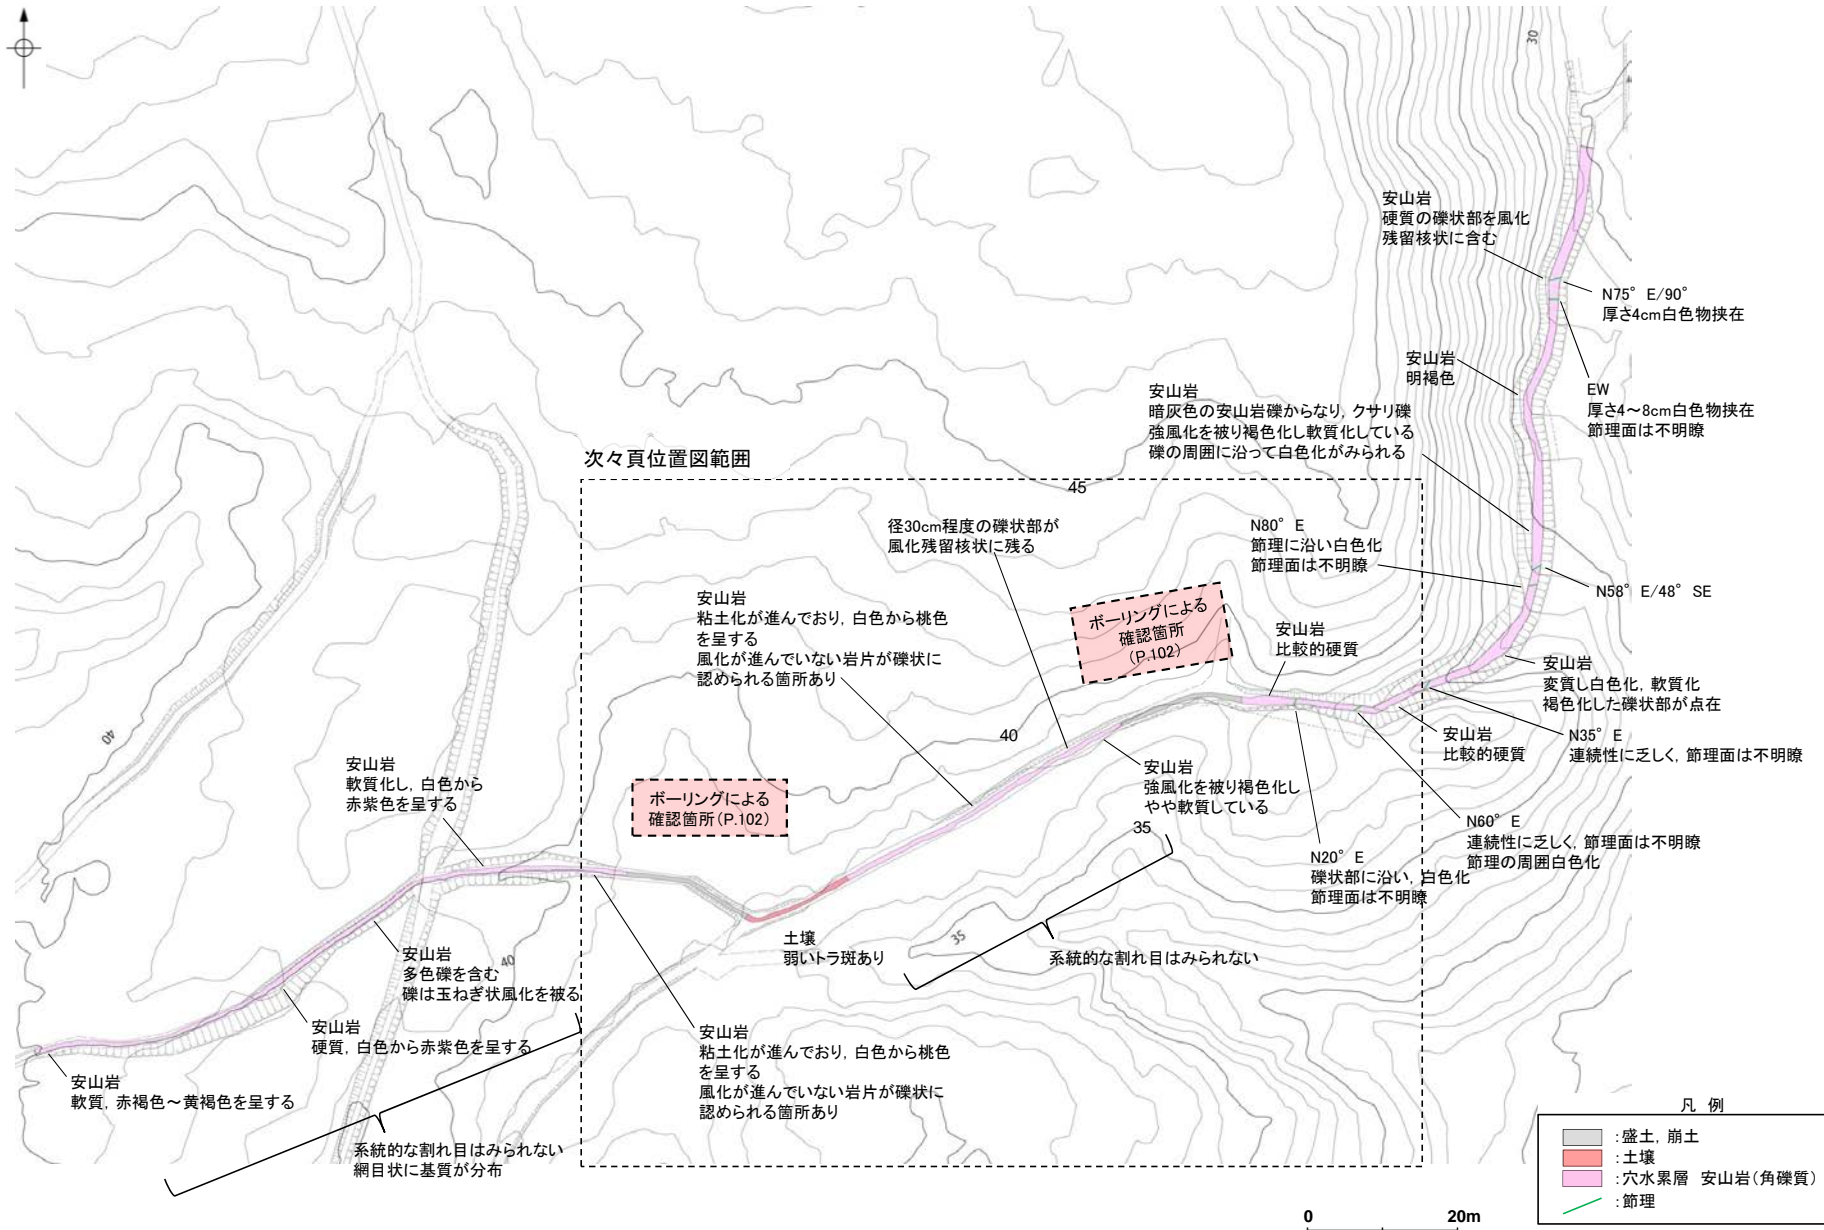 30
安山岩
硬質の礫状部を風化
残留核状に含む
N75° E/90°
厚さ4cm白色物挟在
安山岩
明褐色
EW
厚さ4～8cm白色物挟在
節理面は不明瞭
安山岩
暗灰色の安山岩礫からなり, クサリ礫
強風化を被り褐色化し軟質化している
礫の周囲に沿って白色化がみられる
次々頁位置図範囲
45
径30cm程度の礫状部が
風化残留核状に残る
N80° E
節理に沿い白色化
節理面は不明瞭
N58° E/48° SE
安山岩
粘土化が進んでおり, 白色から桃色
を呈する
風化が進んでいない岩片が礫状に
認められる箇所あり
ボーリングによる
確認箇所
(P.102)
安山岩
比較的硬質
安山岩
変質し白色化, 軟質化
褐色化した礫状部が点在
40
40
安山岩
比較的硬質
N35° E
連続性に乏しく, 節理面は不明瞭
安山岩
軟質化し, 白色から
赤紫色を呈する
ボーリングによる
確認箇所(P.102)
安山岩
強風化を被り褐色化し
やや軟質している
35
N60° E
連続性に乏しく, 節理面は不明瞭
節理の周囲白色化
N20° E
礫状部に沿い, 白色化
節理面は不明瞭
土壌
弱いトラ斑あり
35
系統的な割れ目はみられない
安山岩
多色礫を含む
礫は玉ねぎ状風化を被る
40
安山岩
硬質, 白色から赤紫色を呈する
安山岩
軟質, 赤褐色～黄褐色を呈する
安山岩
粘土化が進んでおり, 白色から桃色
を呈する
風化が進んでいない岩片が礫状に
認められる箇所あり
系統的な割れ目はみられない
網目状に基質が分布
凡 例
:盛土, 崩土
:土壌
:穴水累層 安山岩(角礫質)
:節理
0 20m